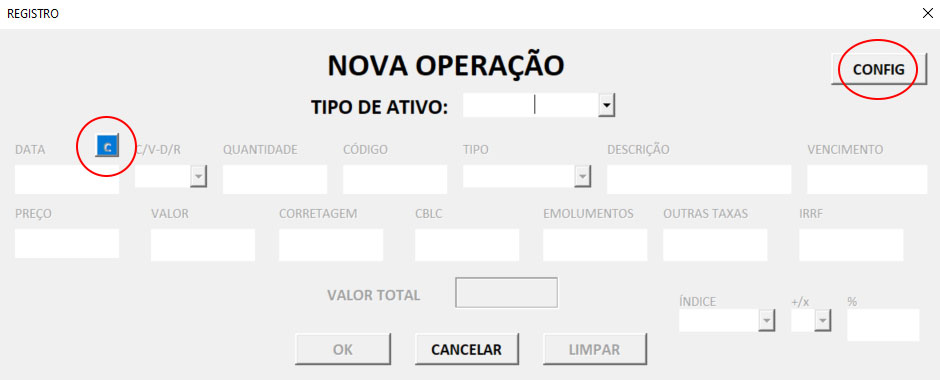 REGISTRO
NOVA OPERAÇÃO
CONFIG
TIPO DE ATIVO:
DATA C C/V-D/R QUANTIDADE CÓDIGO TIPO DESCRIÇÃO VENCIMENTO
PREÇO VALOR CORRETAGEM CBLC EMOLUMENTOS OUTRAS TAXAS IRRF
VALOR TOTAL
ÍNDICE +/x %
OK CANCELAR LIMPAR